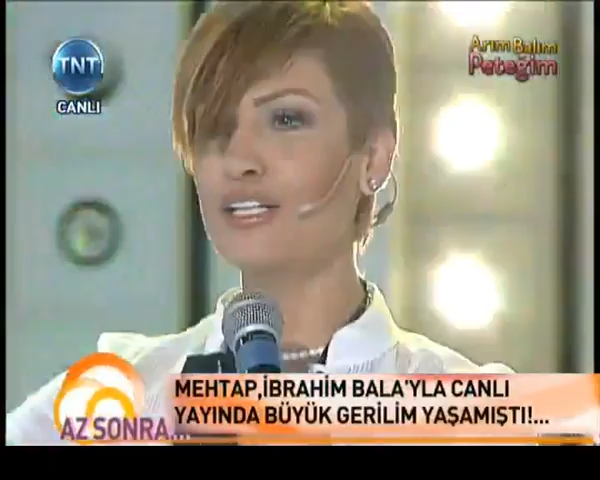 TNT
CANLI
Arım Balım
Peteğim
MEHTAP,İBRAHİM BALA'YLA CANLI
YAYINDA BÜYÜK GERİLİM YAŞAMIŞTI!...
AZ SONRA...